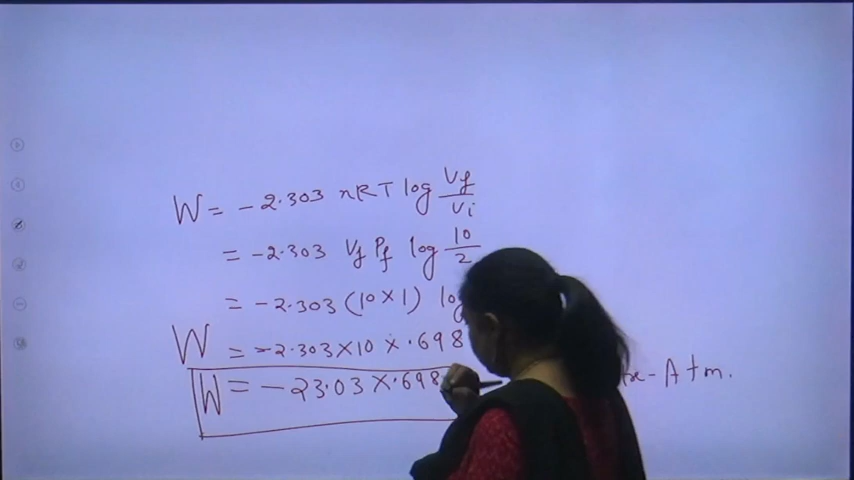 W = -2.303 nRT log Vf/Vi
= -2.303 Vf Pf log 10/2
= -2.303 (10×1) log
W = -2.303×10 × .698
W = -23.03 × .698 - Atm.